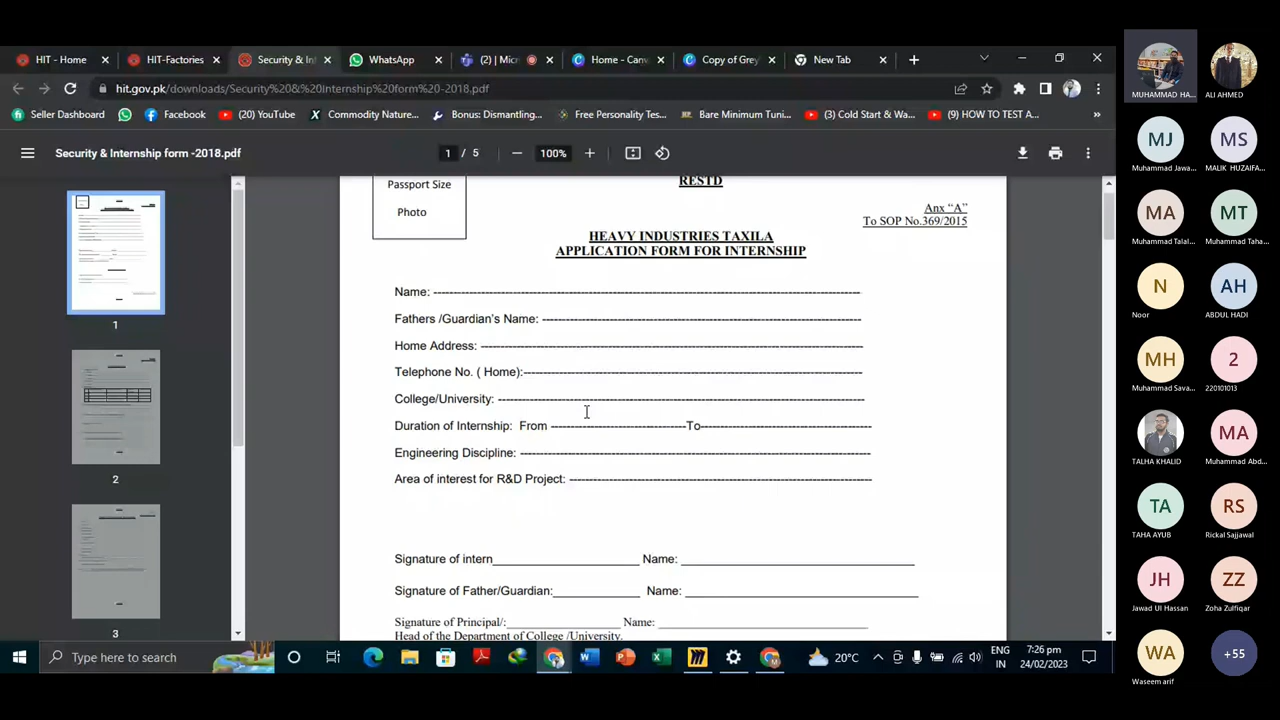 HIT - Home
HIT-Factories
Security & Int
WhatsApp
(2) | Micr
Home - Canv
Copy of Grey
New Tab
hit.gov.pk/downloads/Security%20&%20Internship%20form%20-2018.pdf
Seller Dashboard
Facebook
(20) YouTube
Commodity Nature...
Bonus: Dismantling...
Free Personality Tes...
Bare Minimum Tuni...
(3) Cold Start & Wa...
(9) HOW TO TEST A...
»
Security & Internship form -2018.pdf
1 / 5
100%
1
2
3
Passport Size
Photo
RESTD
Anx “A”
To SOP No.369/2015
HEAVY INDUSTRIES TAXILA
APPLICATION FORM FOR INTERNSHIP
Name:
Fathers /Guardian's Name:
Home Address:
Telephone No. ( Home):
College/University:
Duration of Internship: From To
Engineering Discipline:
Area of interest for R&D Project:
Signature of intern Name:
Signature of Father/Guardian: Name:
Signature of Principal/: Name:
Head of the Department of College /University.
Type here to search
20°C
ENG
IN
7:26 pm
24/02/2023
MUHAMMAD HA...
ALI AHMED
MJ
Muhammad Jawa...
MS
MALIK HUZAIFA...
MA
Muhammad Talal...
MT
Muhammad Taha...
N
Noor
AH
ABDUL HADI
MH
Muhammad Sava...
2
220101013
TALHA KHALID
MA
Muhammad Abd...
TA
TAHA AYUB
RS
Rickal Sajjawal
JH
Jawad Ul Hassan
ZZ
Zoha Zulfiqar
WA
Waseem arif
+55